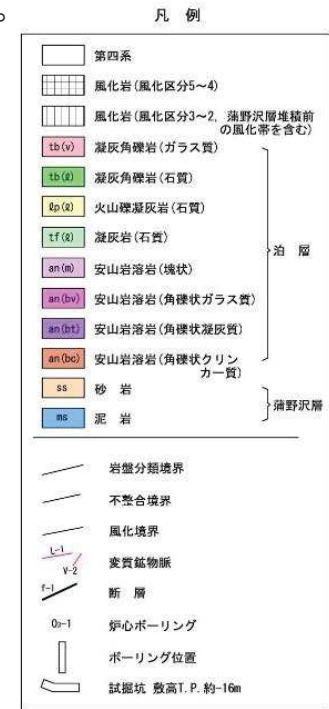 凡 例
第四系
風化岩(風化区分5〜4)
風化岩(風化区分3〜2, 蒲野沢層堆積前
の風化帯を含む)
tb(v) 凝灰角礫岩(ガラス質)
tb(ℓ) 凝灰角礫岩(石質)
ℓp(ℓ) 火山礫凝灰岩(石質)
tf(ℓ) 凝灰岩(石質)
泊 層
an(m) 安山岩溶岩(塊状)
an(bv) 安山岩溶岩(角礫状ガラス質)
an(bt) 安山岩溶岩(角礫状凝灰質)
an(bc) 安山岩溶岩(角礫状クリン
カー質)
ss 砂 岩
蒲野沢層
ms 泥 岩
岩盤分類境界
不整合境界
風化境界
L-1
V-2
変質鉱物脈
f-1
断 層
O₂-1 炉心ボーリング
ボーリング位置
試掘坑 敷高T.P.約-16m